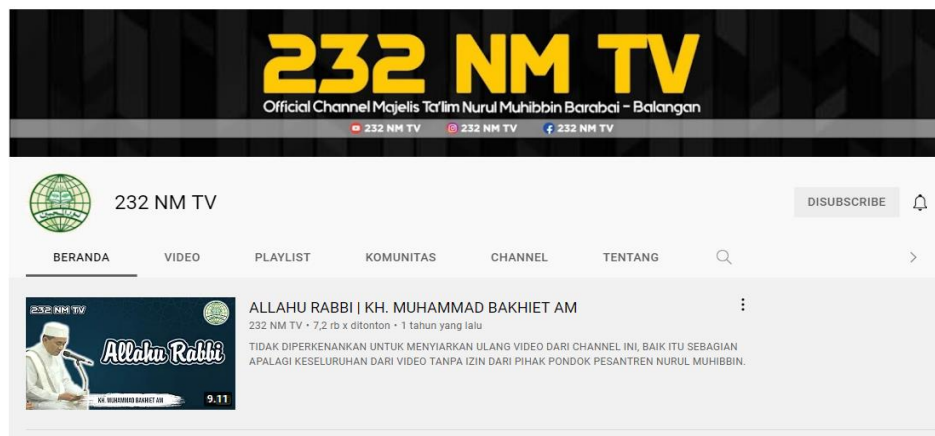 232 NM TV
Official Channel Majelis Ta'lim Nurul Muhibbin Barabai - Balangan
232 NM TV 232 NM TV 232 NM TV
232 NM TV
DISUBSCRIBE
BERANDA VIDEO PLAYLIST KOMUNITAS CHANNEL TENTANG
232 NM TV
Allahu Rabbi
KH. MUHAMMAD BAKHIET AM
9.11
ALLAHU RABBI | KH. MUHAMMAD BAKHIET AM
232 NM TV • 7,2 rb x ditonton • 1 tahun yang lalu
TIDAK DIPERKENANKAN UNTUK MENYIARKAN ULANG VIDEO DARI CHANNEL INI, BAIK ITU SEBAGIAN
APALAGI KESELURUHAN DARI VIDEO TANPA IZIN DARI PIHAK PONDOK PESANTREN NURUL MUHIBBIN.